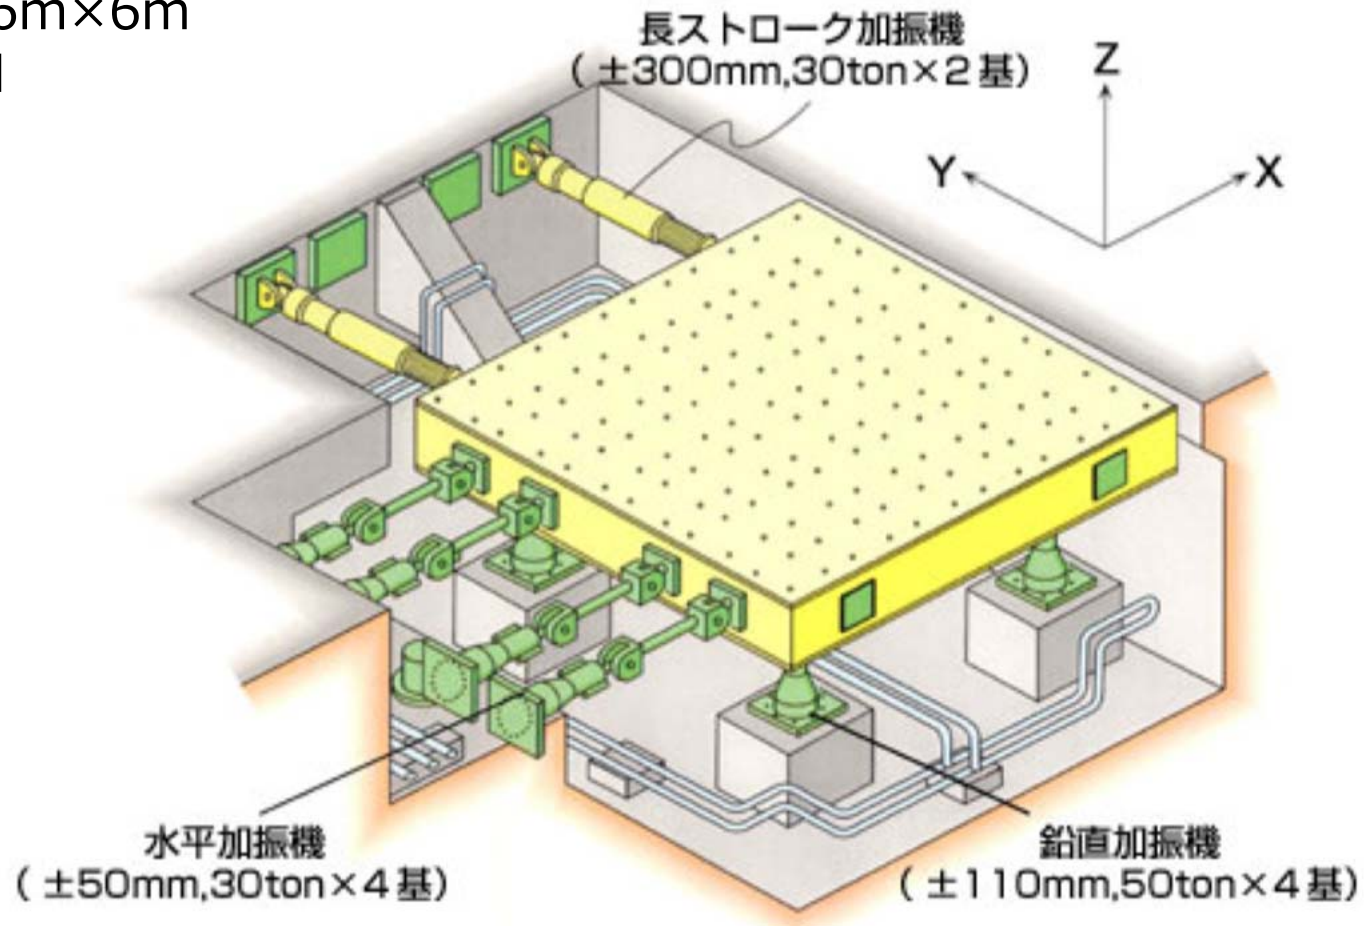 m×6m
長ストローク加振機
( ±300mm,30ton×2基)
Z
Y
X
水平加振機
( ±50mm,30ton×4基)
鉛直加振機
( ±110mm,50ton×4基)